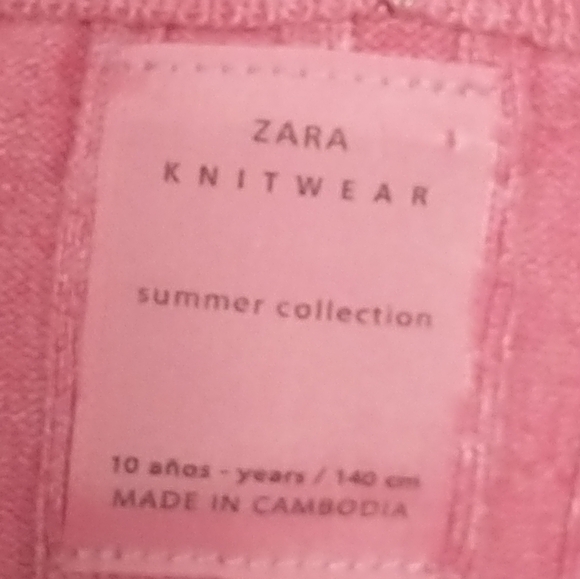 ZARA
KNITWEAR
summer collection
10 años - years / 140 cm
MADE IN CAMBODIA